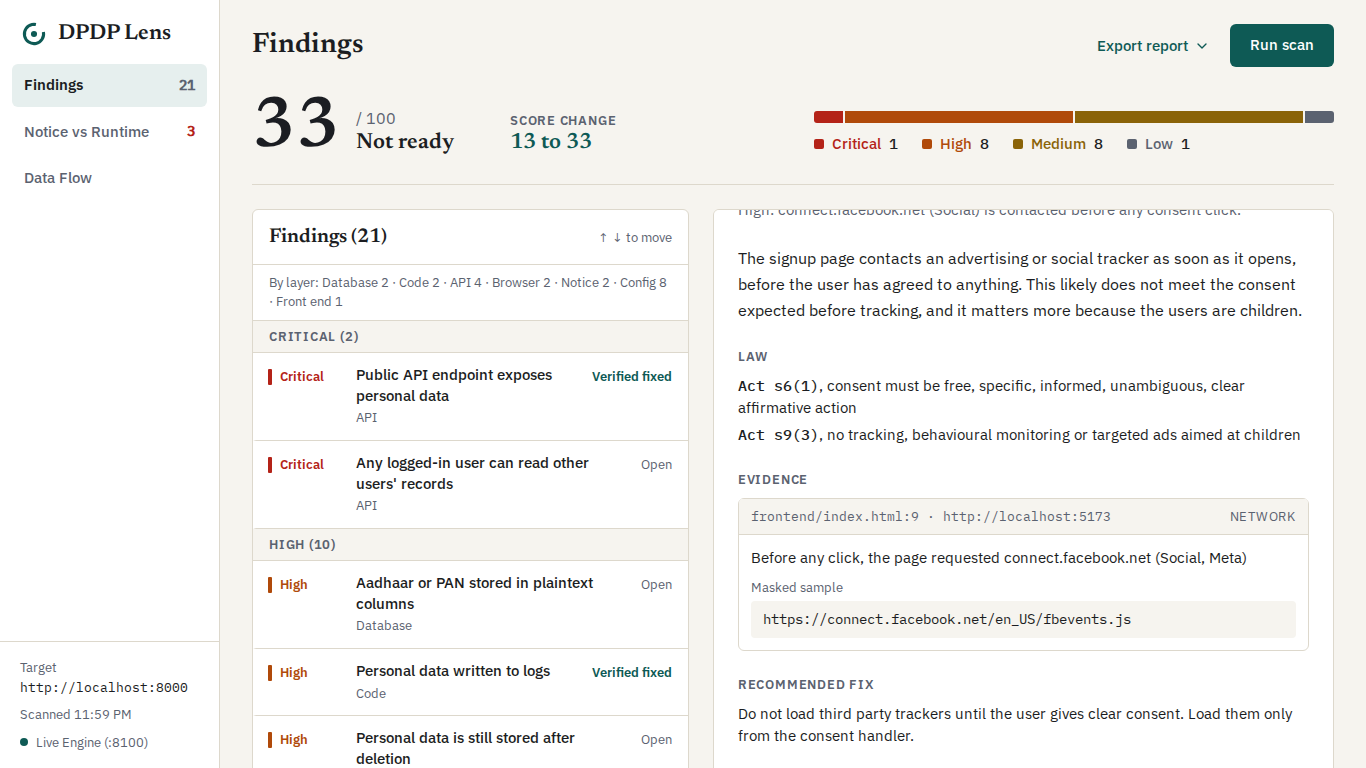 DPDP Lens
Findings 21
Notice vs Runtime 3
Data Flow
Target
http://localhost:8000
Scanned 11:59 PM
Live Engine (:8100)
Findings
Export report
Run scan
33
/ 100
Not ready
SCORE CHANGE
13 to 33
Critical 1 High 8 Medium 8 Low 1
Findings (21)
↑ ↓ to move
By layer: Database 2 · Code 2 · API 4 · Browser 2 · Notice 2 · Config 8
· Front end 1
CRITICAL (2)
Critical
Public API endpoint exposes
personal data
API
Verified fixed
Critical
Any logged-in user can read other
users' records
API
Open
HIGH (10)
High
Aadhaar or PAN stored in plaintext
columns
Database
Open
High
Personal data written to logs
Code
Verified fixed
High
Personal data is still stored after
deletion
Open
High: connect.facebook.net (Social) is contacted before any consent click.
The signup page contacts an advertising or social tracker as soon as it opens,
before the user has agreed to anything. This likely does not meet the consent
expected before tracking, and it matters more because the users are children.
LAW
Act s6(1), consent must be free, specific, informed, unambiguous, clear
affirmative action
Act s9(3), no tracking, behavioural monitoring or targeted ads aimed at children
EVIDENCE
frontend/index.html:9 · http://localhost:5173
NETWORK
Before any click, the page requested connect.facebook.net (Social, Meta)
Masked sample
https://connect.facebook.net/en_US/fbevents.js
RECOMMENDED FIX
Do not load third party trackers until the user gives clear consent. Load them only
from the consent handler.